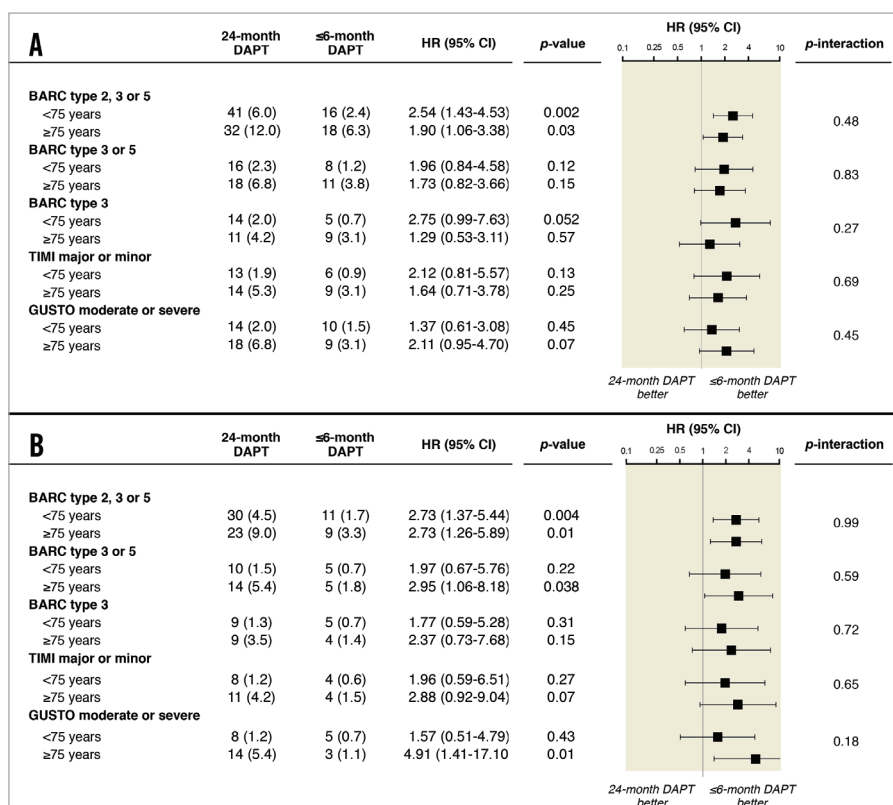 A
24-month DAPT ≤6-month DAPT HR (95% CI) p-value HR (95% CI) p-interaction
0.1 0.25 0.5 1 2 4 10
BARC type 2, 3 or 5
<75 years 41 (6.0) 16 (2.4) 2.54 (1.43-4.53) 0.002
0.48
≥75 years 32 (12.0) 18 (6.3) 1.90 (1.06-3.38) 0.03
BARC type 3 or 5
<75 years 16 (2.3) 8 (1.2) 1.96 (0.84-4.58) 0.12
0.83
≥75 years 18 (6.8) 11 (3.8) 1.73 (0.82-3.66) 0.15
BARC type 3
<75 years 14 (2.0) 5 (0.7) 2.75 (0.99-7.63) 0.052
0.27
≥75 years 11 (4.2) 9 (3.1) 1.29 (0.53-3.11) 0.57
TIMI major or minor
<75 years 13 (1.9) 6 (0.9) 2.12 (0.81-5.57) 0.13
0.69
≥75 years 14 (5.3) 9 (3.1) 1.64 (0.71-3.78) 0.25
GUSTO moderate or severe
<75 years 14 (2.0) 10 (1.5) 1.37 (0.61-3.08) 0.45
0.45
≥75 years 18 (6.8) 9 (3.1) 2.11 (0.95-4.70) 0.07
24-month DAPT ≤6-month DAPT
better better
B
24-month DAPT ≤6-month DAPT HR (95% CI) p-value HR (95% CI) p-interaction
0.1 0.25 0.5 1 2 4 10
BARC type 2, 3 or 5
<75 years 30 (4.5) 11 (1.7) 2.73 (1.37-5.44) 0.004
0.99
≥75 years 23 (9.0) 9 (3.3) 2.73 (1.26-5.89) 0.01
BARC type 3 or 5
<75 years 10 (1.5) 5 (0.7) 1.97 (0.67-5.76) 0.22
0.59
≥75 years 14 (5.4) 5 (1.8) 2.95 (1.06-8.18) 0.038
BARC type 3
<75 years 9 (1.3) 5 (0.7) 1.77 (0.59-5.28) 0.31
0.72
≥75 years 9 (3.5) 4 (1.4) 2.37 (0.73-7.68) 0.15
TIMI major or minor
<75 years 8 (1.2) 4 (0.6) 1.96 (0.59-6.51) 0.27
0.65
≥75 years 11 (4.2) 4 (1.5) 2.88 (0.92-9.04) 0.07
GUSTO moderate or severe
<75 years 8 (1.2) 5 (0.7) 1.57 (0.51-4.79) 0.43
0.18
≥75 years 14 (5.4) 3 (1.1) 4.91 (1.41-17.10 0.01
24-month DAPT ≤6-month DAPT
better better